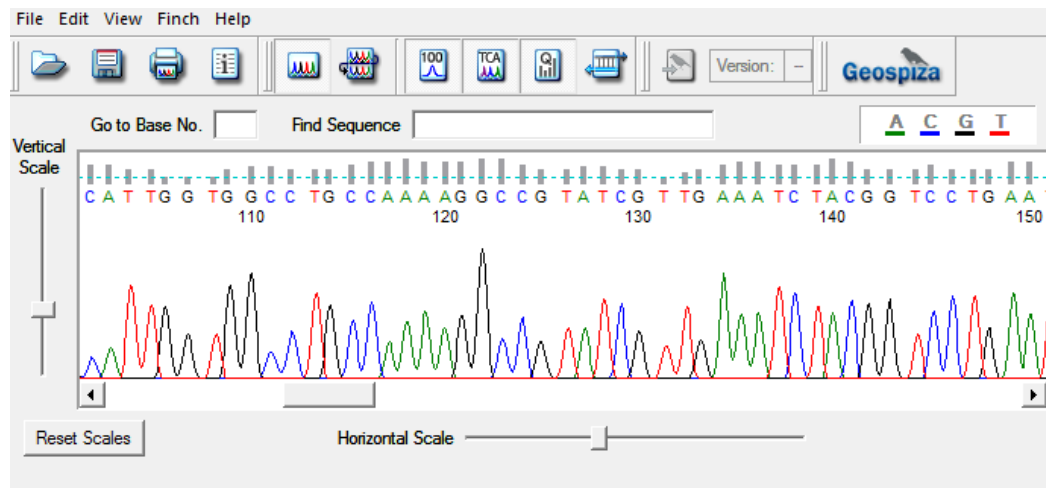 File Edit View Finch Help
100
TCA
Q
i
Version: –
Geospiza
Go to Base No.
Find Sequence
A C G T
Vertical
Scale
C A T T G G T G G C C T G C C A A A A G G C C G T A T C G T T G A A A T C T A C G G T C C T G A A T
110 120 130 140 150
Reset Scales
Horizontal Scale